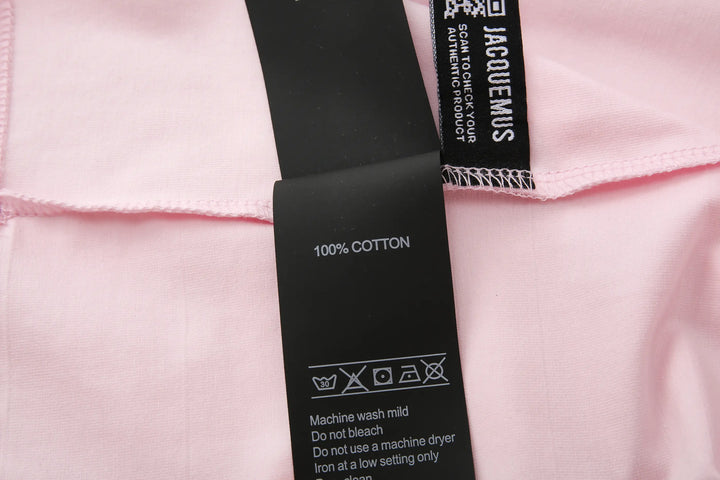 JACQUEMUS
SCAN TO CHECK YOUR
AUTHENTIC PRODUCT
100% COTTON
30
Machine wash mild
Do not bleach
Do not use a machine dryer
Iron at a low setting only